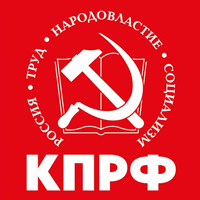 РОССИЯ • ТРУД • НАРОДОВЛАСТИЕ • СОЦИАЛИЗМ
КПРФ